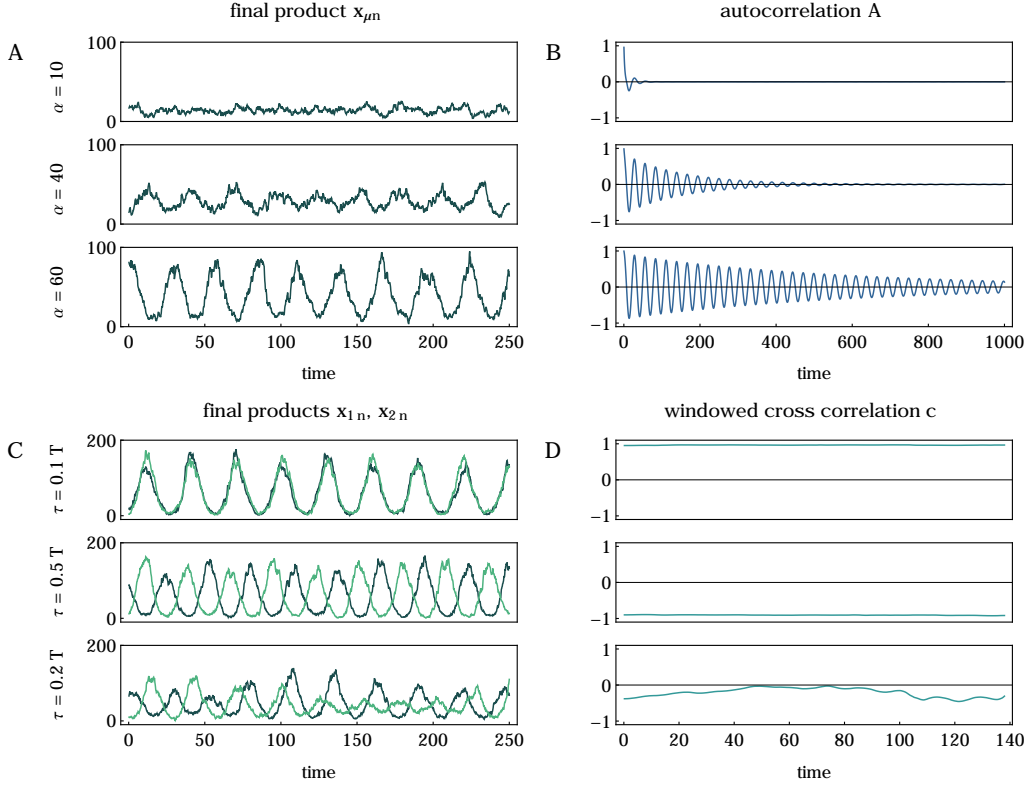 final product xμn
autocorrelation A
A
α = 10
100
0
B
1
0
−1
α = 40
100
0
1
0
−1
α = 60
100
0
1
0
−1
0 50 100 150 200 250
0 200 400 600 800 1000
time
time
final products x1n, x2n
windowed cross correlation c
C
τ = 0.1 T
200
0
D
1
0
−1
τ = 0.5 T
200
0
1
0
−1
τ = 0.2 T
200
0
1
0
−1
0 50 100 150 200 250
0 20 40 60 80 100 120 140
time
time